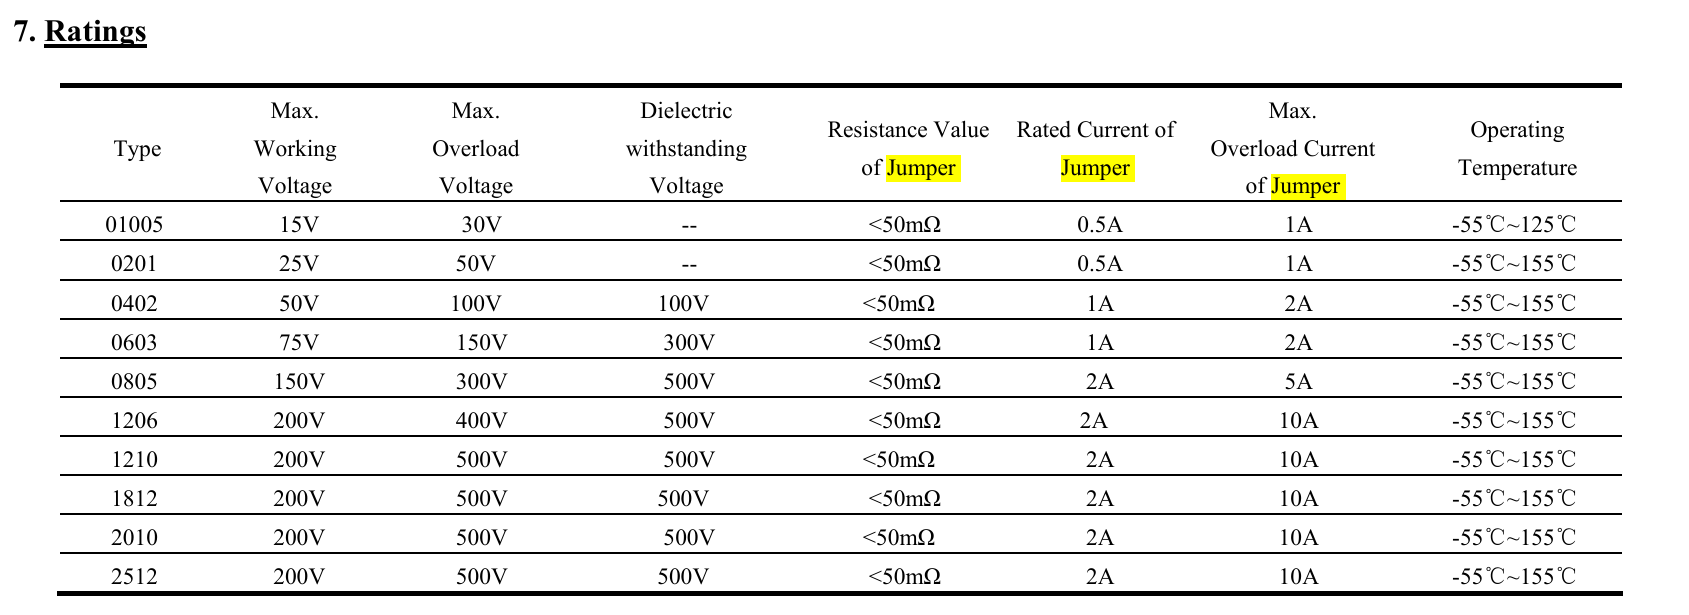 7. Ratings
Type Max. Working Voltage Max. Overload Voltage Dielectric withstanding Voltage Resistance Value of Jumper Rated Current of Jumper Max. Overload Current of Jumper Operating Temperature
01005 15V 30V -- <50mΩ 0.5A 1A -55℃~125℃
0201 25V 50V -- <50mΩ 0.5A 1A -55℃~155℃
0402 50V 100V 100V <50mΩ 1A 2A -55℃~155℃
0603 75V 150V 300V <50mΩ 1A 2A -55℃~155℃
0805 150V 300V 500V <50mΩ 2A 5A -55℃~155℃
1206 200V 400V 500V <50mΩ 2A 10A -55℃~155℃
1210 200V 500V 500V <50mΩ 2A 10A -55℃~155℃
1812 200V 500V 500V <50mΩ 2A 10A -55℃~155℃
2010 200V 500V 500V <50mΩ 2A 10A -55℃~155℃
2512 200V 500V 500V <50mΩ 2A 10A -55℃~155℃